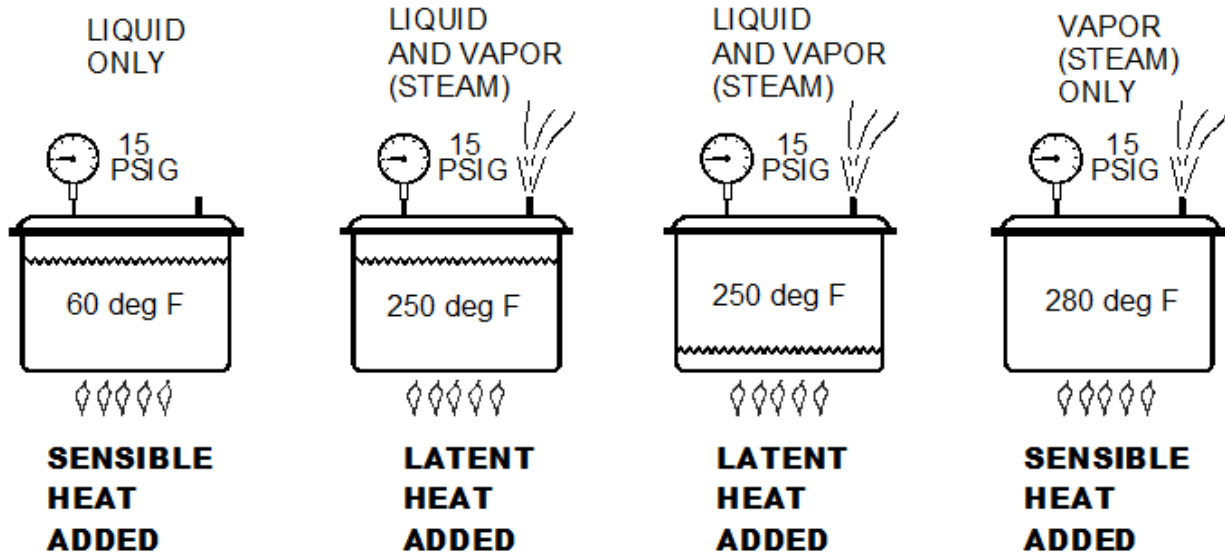 LIQUID
ONLY
15
PSIG
60 deg F
SENSIBLE
HEAT
ADDED
LIQUID
AND VAPOR
(STEAM)
15
PSIG
250 deg F
LATENT
HEAT
ADDED
LIQUID
AND VAPOR
(STEAM)
15
PSIG
250 deg F
LATENT
HEAT
ADDED
VAPOR
(STEAM)
ONLY
15
PSIG
280 deg F
SENSIBLE
HEAT
ADDED